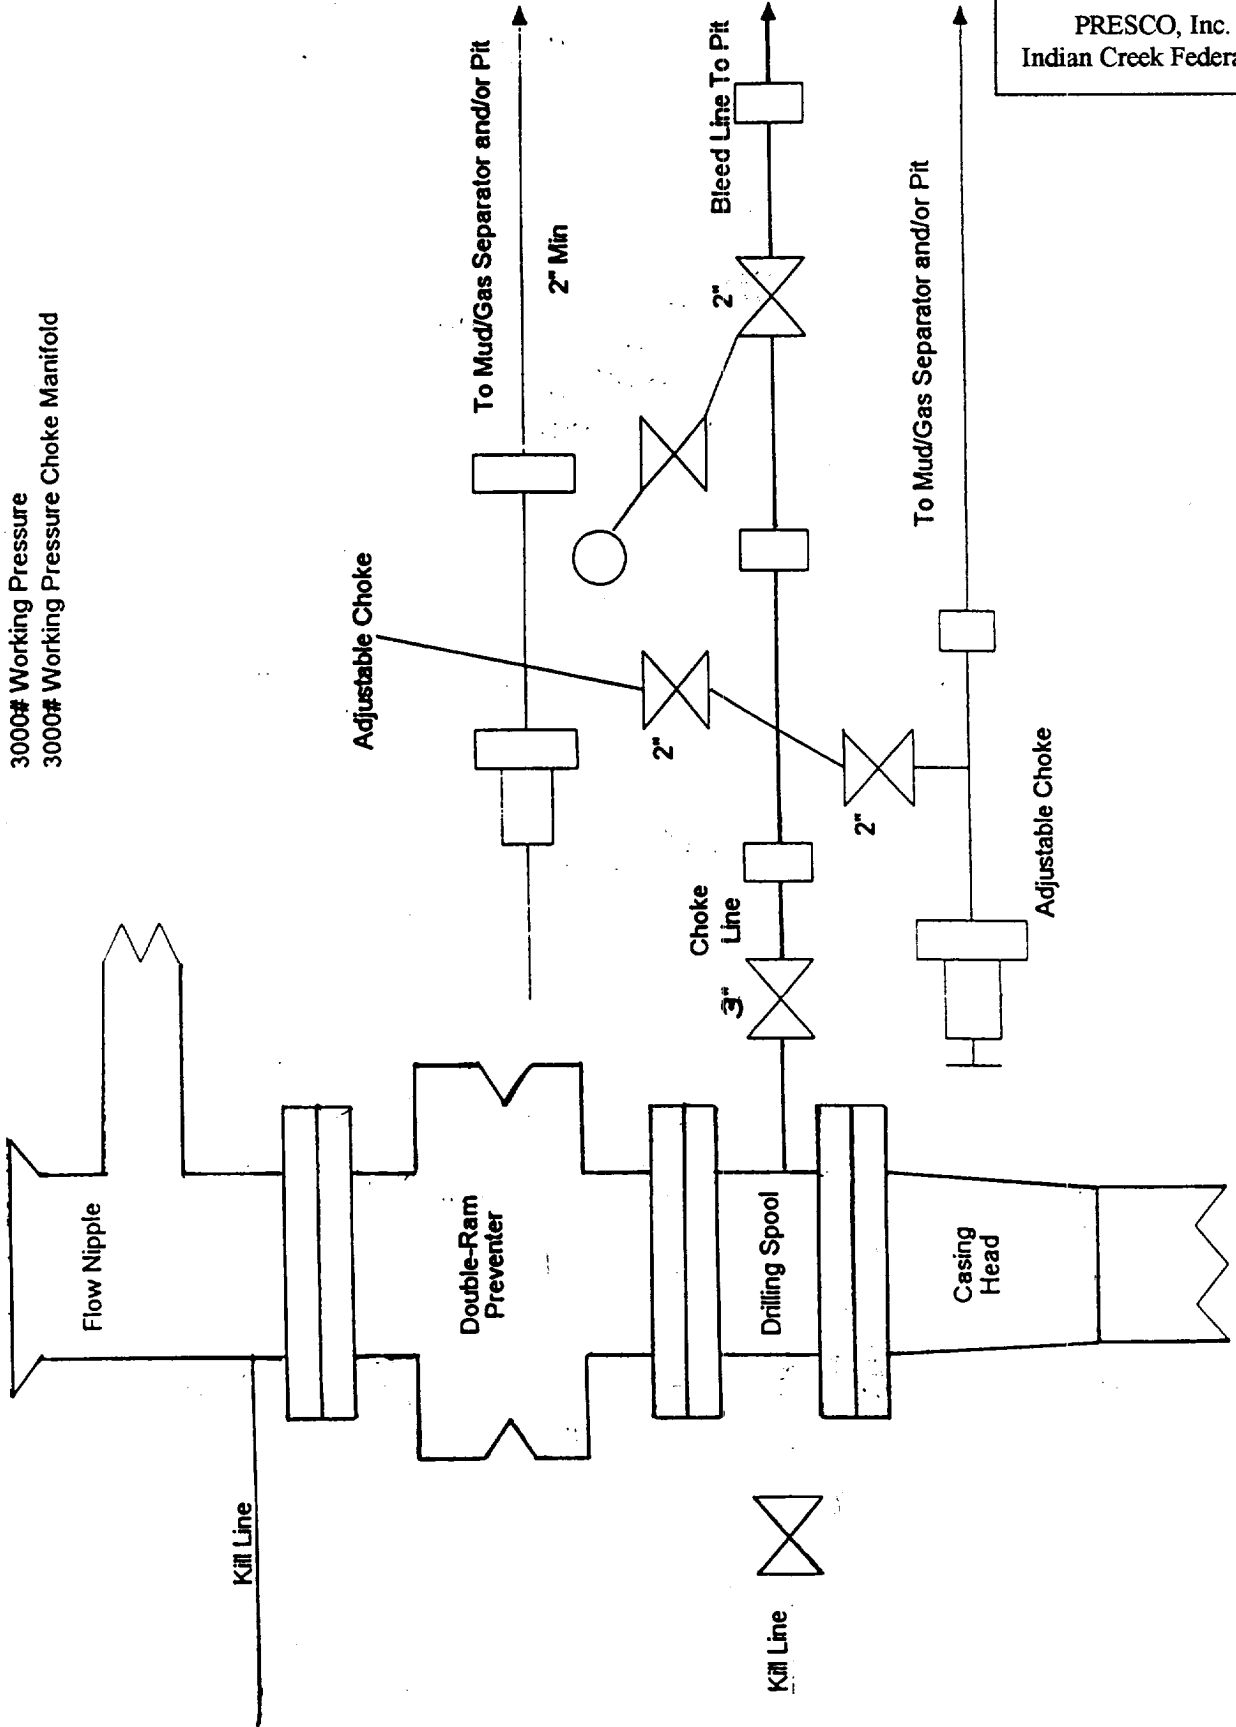 PRESCO, Inc.
Indian Creek Federa
3000# Working Pressure
3000# Working Pressure Choke Manifold
Flow Nipple
Kill Line
Double-Ram
Preventer
Drilling Spool
Casing
Head
Kill Line
Adjustable Choke
To Mud/Gas Separator and/or Pit
2" Min
Choke
Line
3"
2"
2"
2"
Bleed Line To Pit
Adjustable Choke
To Mud/Gas Separator and/or Pit